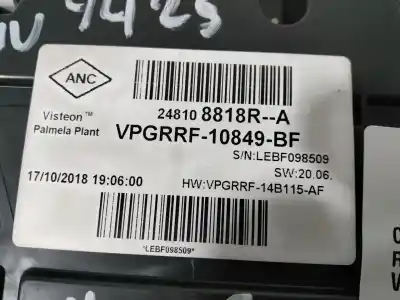 4425
ANC
Visteon™
Palmela Plant
24810 8818R--A
VPGRRF-10849-BF
S/N:LEBF098509
SW:20.06.
17/10/2018 19:06:00
HW:VPGRRF-14B115-AF
*LEBF098509*